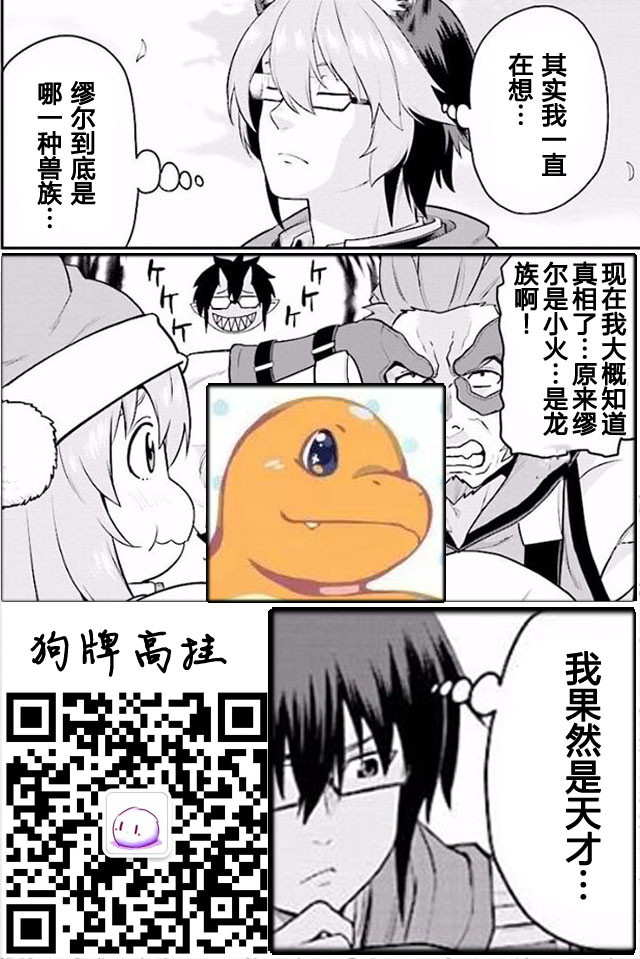 其实我一直
在想…
缪尔到底是
哪一种兽族…
现在我大概知道
真相了…原来缪
尔是小火…是龙
族啊！
ケケケ
ケケケ
狗牌高挂
我果然是天才…